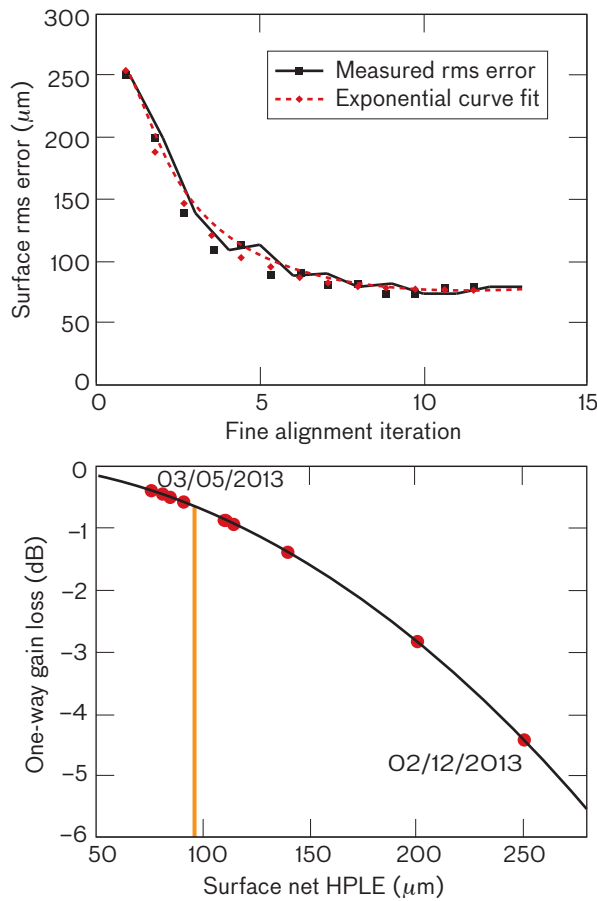 300
250
200
150
100
50
0
Surface rms error (μm)
Measured rms error
Exponential curve fit
0 5 10 15
Fine alignment iteration
0
–1
–2
–3
–4
–5
–6
One-way gain loss (dB)
03/05/2013
02/12/2013
50 100 150 200 250
Surface net HPLE (μm)